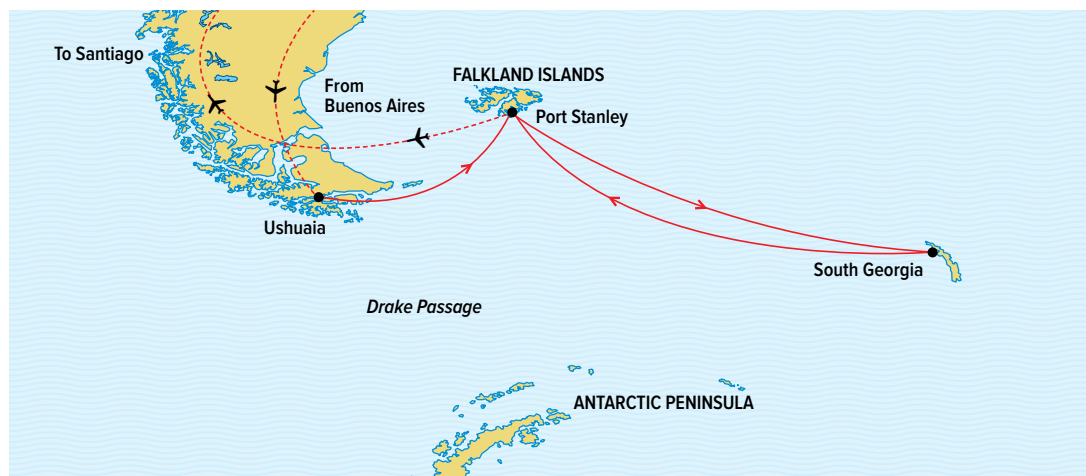 To Santiago
From
Buenos Aires
FALKLAND ISLANDS
Port Stanley
Ushuaia
South Georgia
Drake Passage
ANTARCTIC PENINSULA